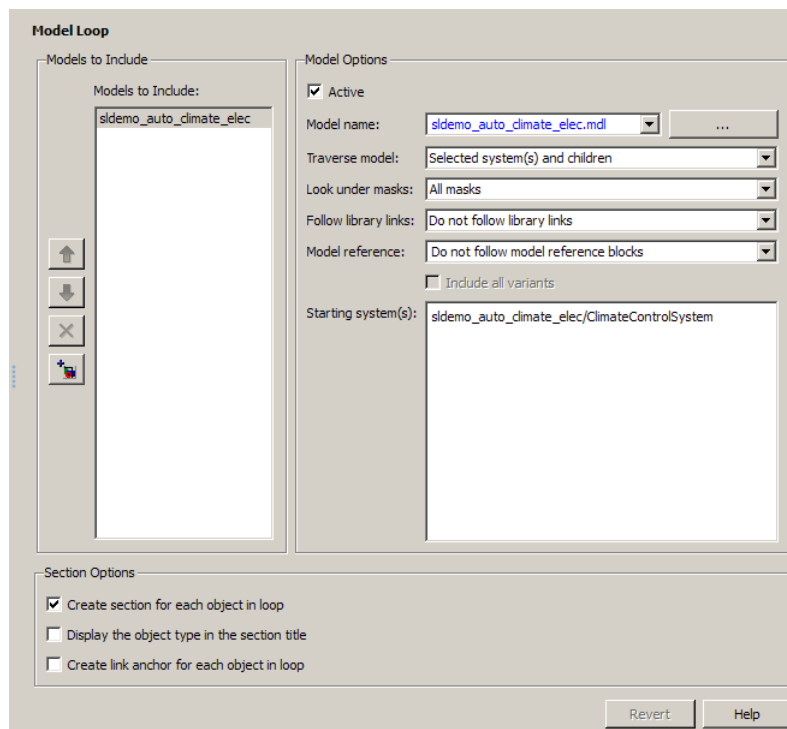 Model Loop
Models to Include
Models to Include:
sldemo_auto_climate_elec
Model Options
Active
Model name:
sldemo_auto_climate_elec.mdl
...
Traverse model:
Selected system(s) and children
Look under masks:
All masks
Follow library links:
Do not follow library links
Model reference:
Do not follow model reference blocks
Include all variants
Starting system(s):
sldemo_auto_climate_elec/ClimateControlSystem
Section Options
Create section for each object in loop
Display the object type in the section title
Create link anchor for each object in loop
Revert
Help